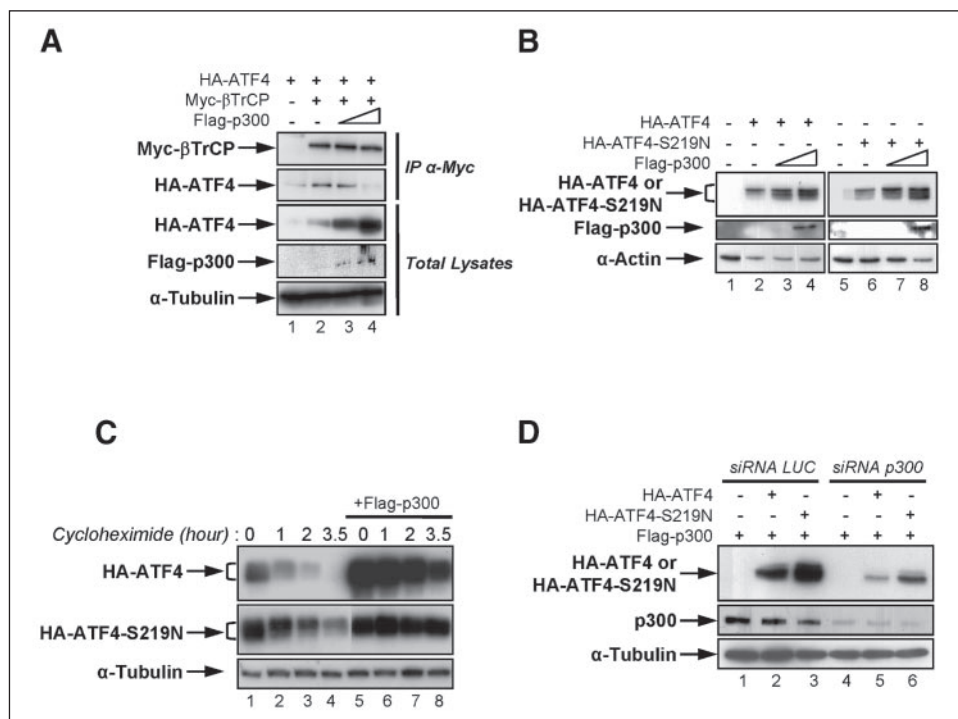 A
HA-ATF4 + + + +
Myc-βTrCP - + + +
Flag-p300 - -
Myc-βTrCP
HA-ATF4
IP α-Myc
HA-ATF4
Flag-p300
α-Tubulin
Total Lysates
1 2 3 4
B
HA-ATF4 - + + + - - - -
HA-ATF4-S219N - - - - - + + +
Flag-p300 - - - -
HA-ATF4 or
HA-ATF4-S219N
Flag-p300
α-Actin
1 2 3 4 5 6 7 8
C
+Flag-p300
Cycloheximide (hour) : 0 1 2 3.5 0 1 2 3.5
HA-ATF4
HA-ATF4-S219N
α-Tubulin
1 2 3 4 5 6 7 8
D
siRNA LUC siRNA p300
HA-ATF4 - + - - + -
HA-ATF4-S219N - - + - - +
Flag-p300 + + + + + +
HA-ATF4 or
HA-ATF4-S219N
p300
α-Tubulin
1 2 3 4 5 6